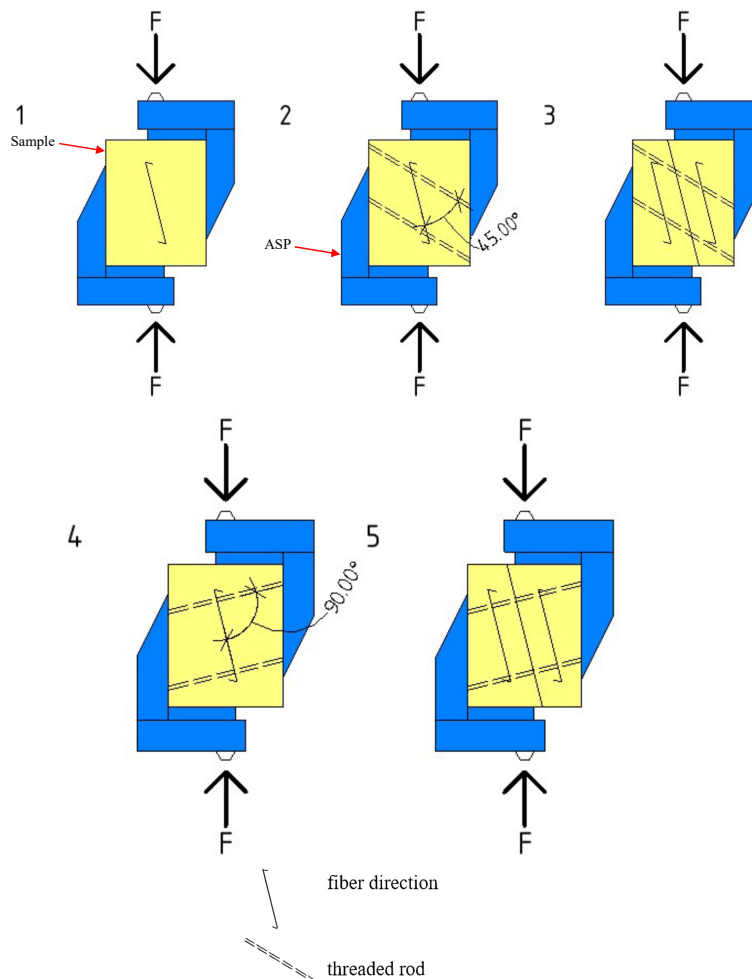 F
F
F
1
2
3
Sample
ASP
45.00°
F
F
F
F
F
4
5
90.00°
F
F
fiber direction
threaded rod